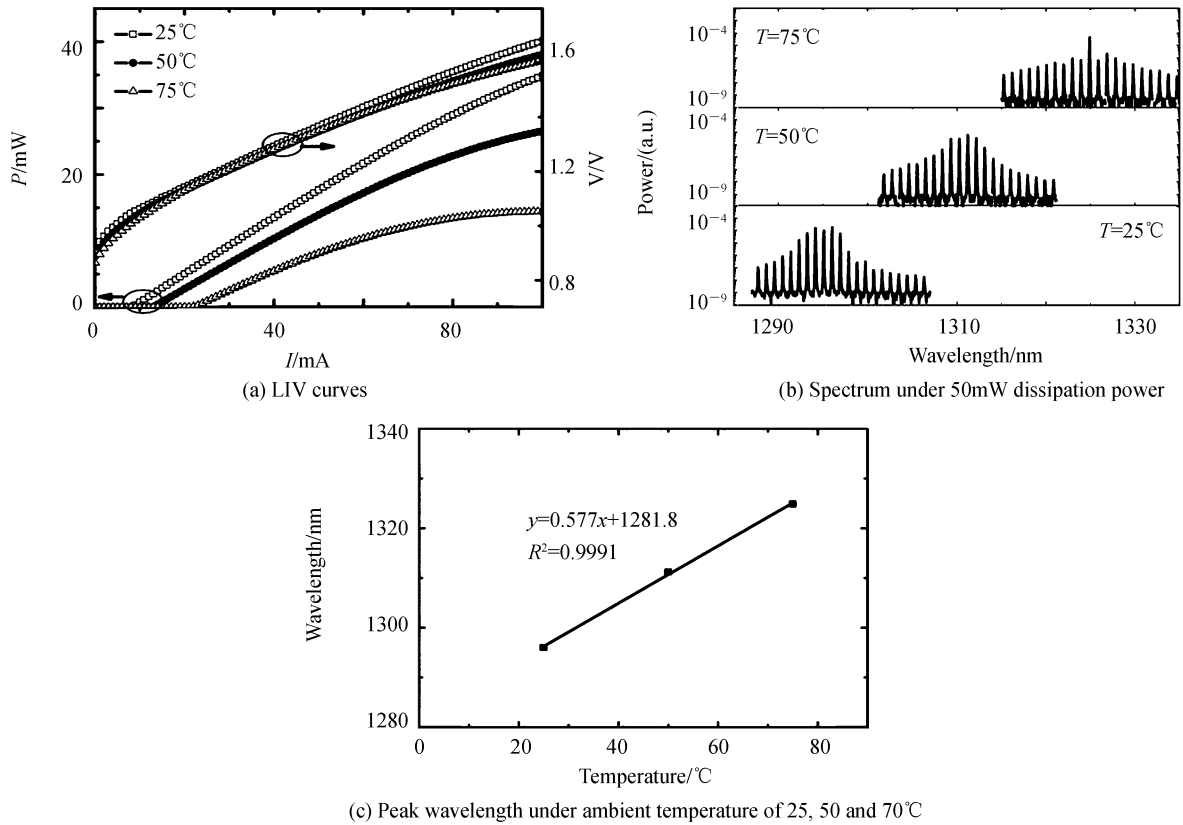 40
20
0
P/mW
25℃
50℃
75℃
1.6
1.2
0.8
V/V
0 40 80
I/mA
(a) LIV curves
10⁻⁴
10⁻⁹
10⁻⁴
10⁻⁹
10⁻⁴
10⁻⁹
Power/(a.u.)
T=75℃
T=50℃
T=25℃
1290 1310 1330
Wavelength/nm
(b) Spectrum under 50mW dissipation power
1340
1320
1300
1280
Wavelength/nm
y=0.577x+1281.8
R²=0.9991
0 20 40 60 80
Temperature/℃
(c) Peak wavelength under ambient temperature of 25, 50 and 70℃